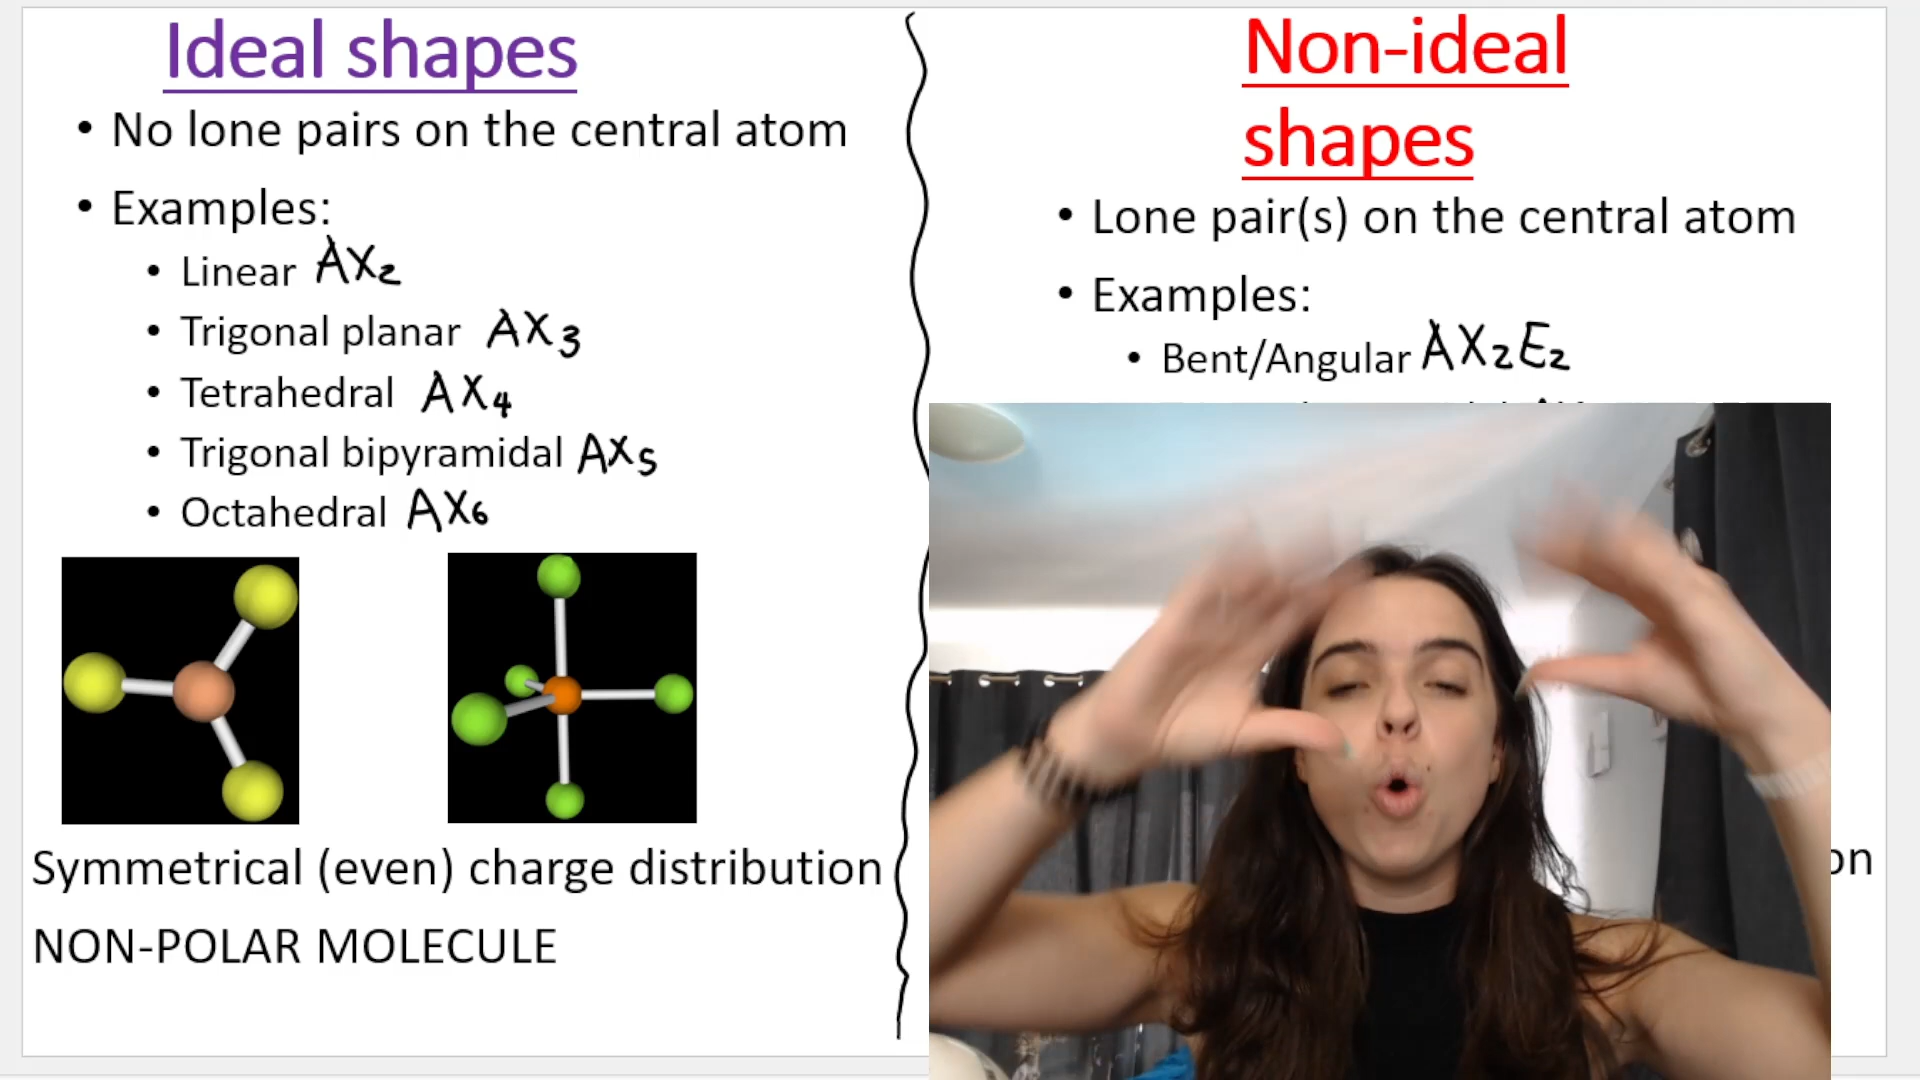 Ideal shapes
• No lone pairs on the central atom
• Examples:
• Linear AX2
• Trigonal planar AX3
• Tetrahedral AX4
• Trigonal bipyramidal AX5
• Octahedral AX6
Symmetrical (even) charge distribution
NON-POLAR MOLECULE
Non-ideal
shapes
• Lone pair(s) on the central atom
• Examples:
• Bent/Angular AX2E2
on